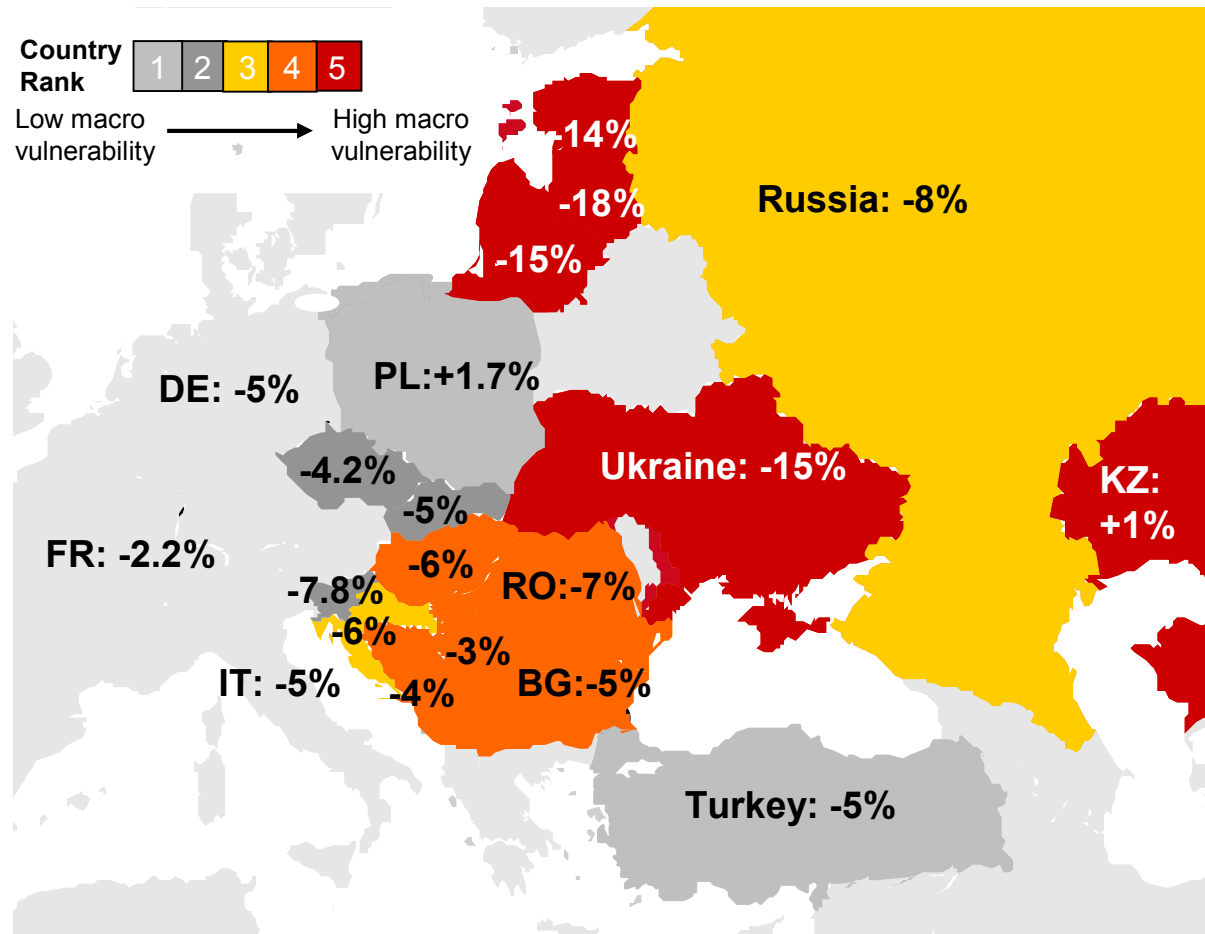 Country
Rank
1 2 3 4 5
Low macro
vulnerability
High macro
vulnerability
-14%
-18%
Russia: -8%
-15%
PL:+1.7%
DE: -5%
-4.2%
Ukraine: -15%
KZ:
+1%
-5%
FR: -2.2%
-6%
RO:-7%
-7.8%
-6%
-3%
IT: -5%
-4%
BG:-5%
Turkey: -5%